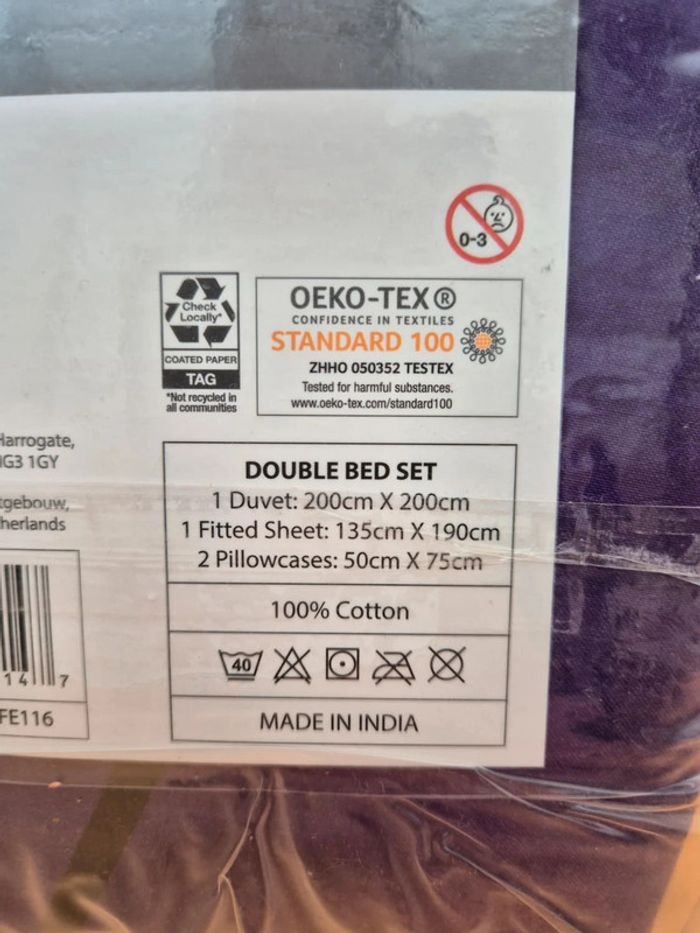 0-3
Check
Locally*
COATED PAPER
TAG
*Not recycled in
all communities
OEKO-TEX®
CONFIDENCE IN TEXTILES
STANDARD 100
ZHHO 050352 TESTEX
Tested for harmful substances.
www.oeko-tex.com/standard100
Harrogate,
HG3 1GY
herlands
DOUBLE BED SET
1 Duvet: 200cm X 200cm
1 Fitted Sheet: 135cm X 190cm
2 Pillowcases: 50cm X 75cm
100% Cotton
40
MADE IN INDIA
14 7
FE116